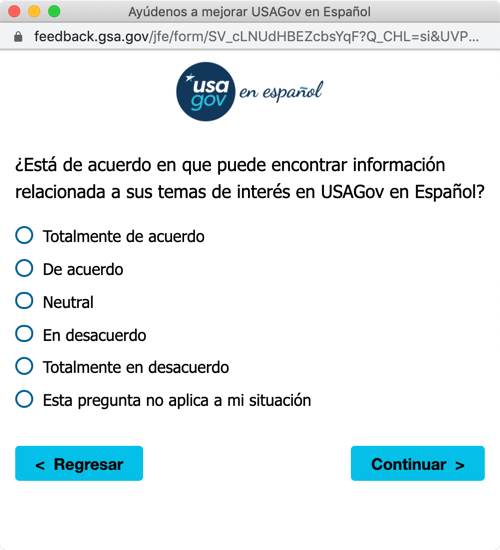 Ayúdenos a mejorar USAGov en Español
feedback.gsa.gov/jfe/form/SV_cLNUdHBEZcbsYqF?Q_CHL=si&UVP...
usa
gov en español
¿Está de acuerdo en que puede encontrar información
relacionada a sus temas de interés en USAGov en Español?
Totalmente de acuerdo
De acuerdo
Neutral
En desacuerdo
Totalmente en desacuerdo
Esta pregunta no aplica a mi situación
< Regresar
Continuar >